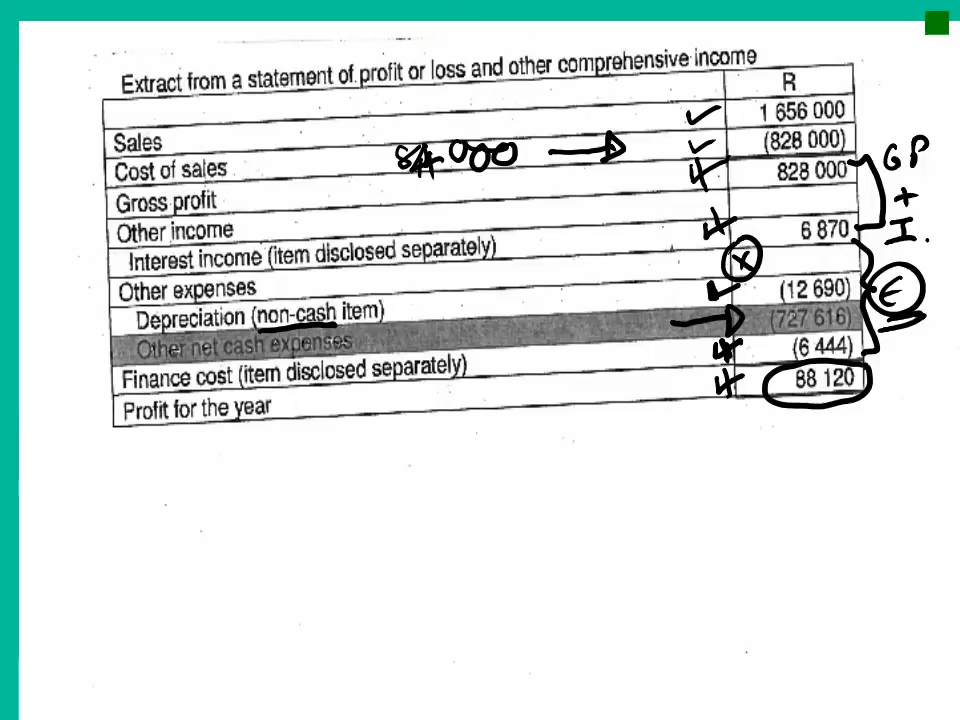 Extract from a statement of profit or loss and other comprehensive income
R
Sales 1 656 000
Cost of sales (828 000)
84 000
Gross profit 828 000
GP
+
I.
Other income
Interest income (item disclosed separately) 6 870
X
Other expenses
Depreciation (non-cash item) (12 690)
E
Other net cash expenses (727 616)
Finance cost (item disclosed separately) (6 444)
Profit for the year 88 120